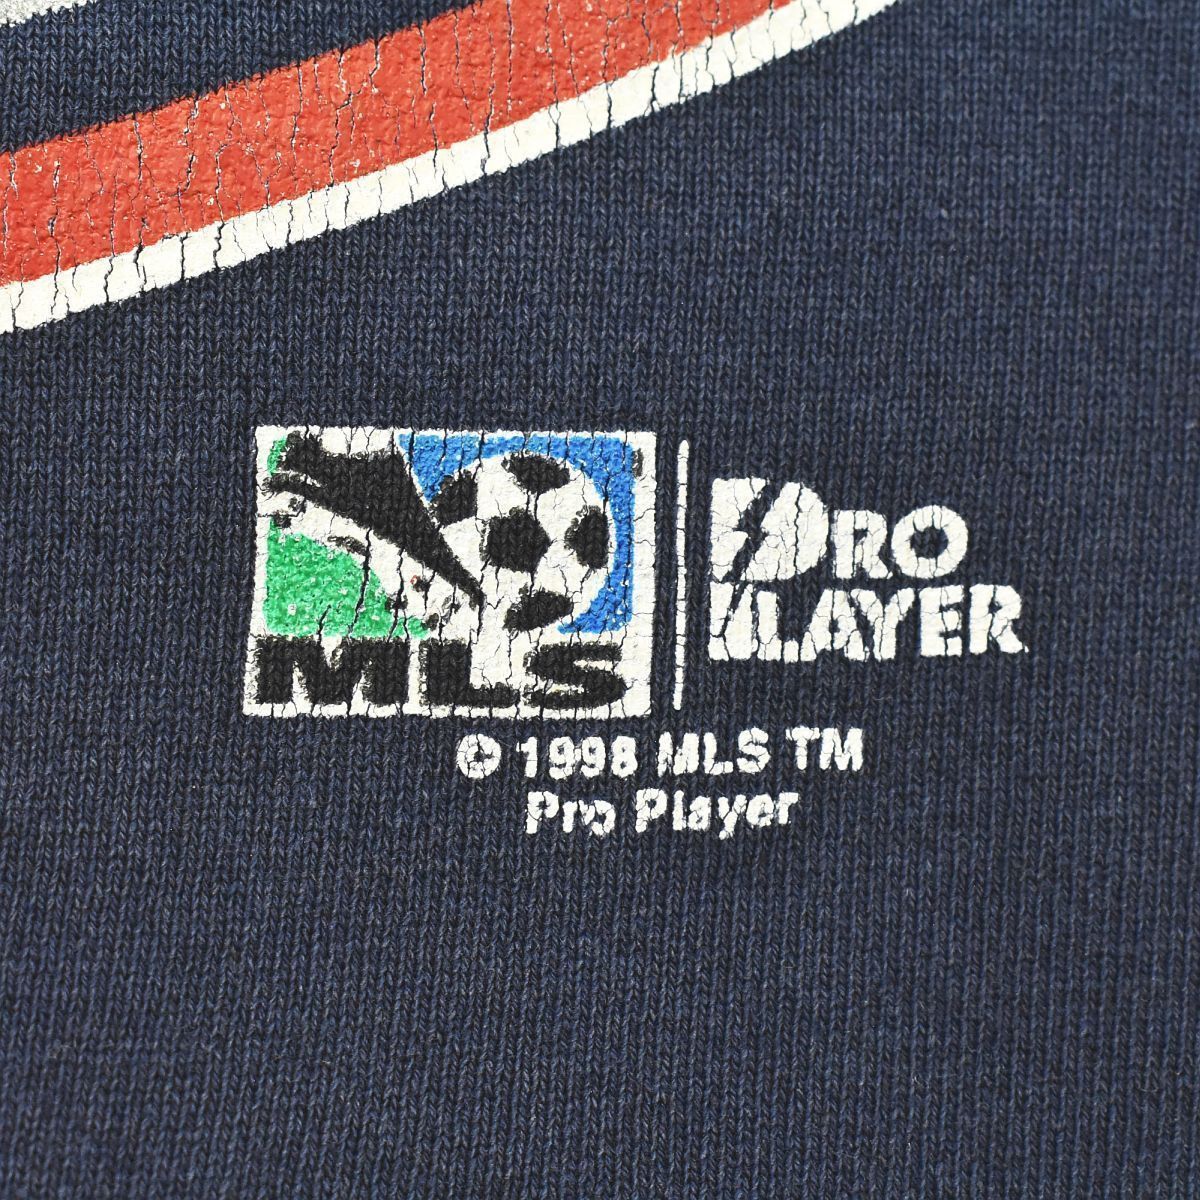 MLS
PRO
PLAYER
© 1998 MLS TM
Pro Player